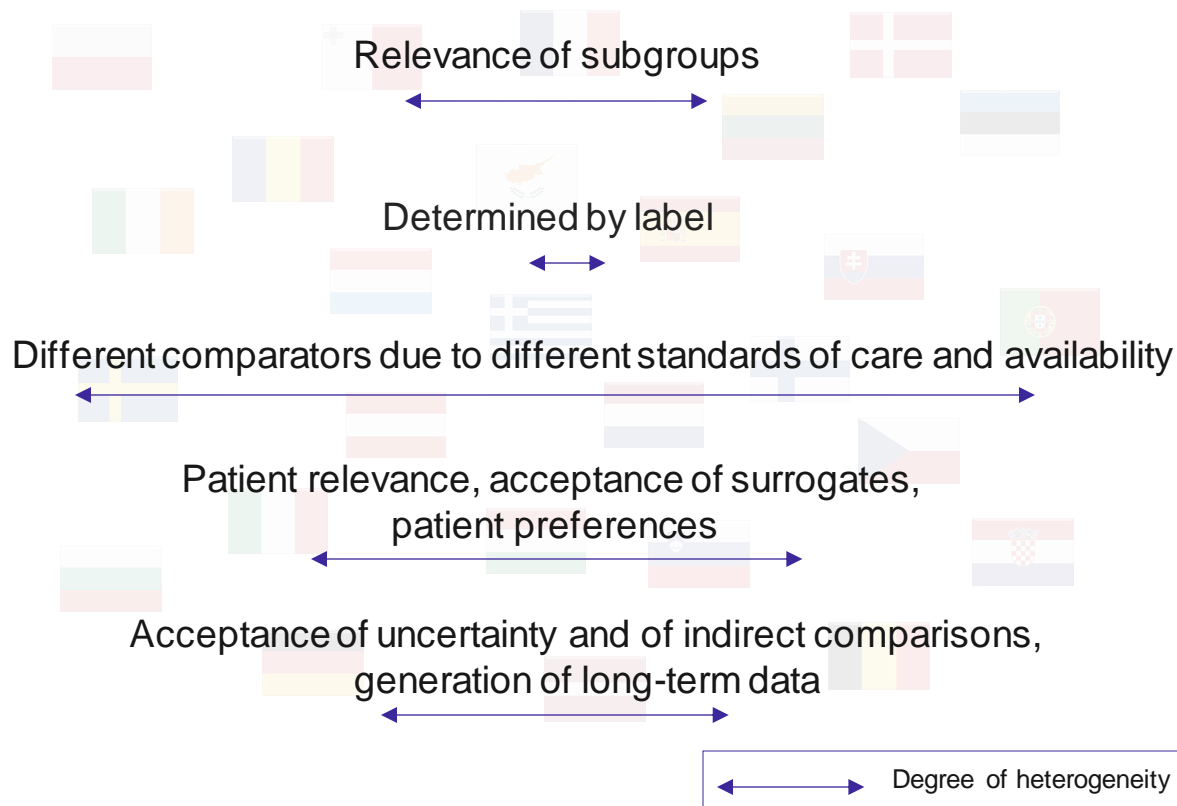 Relevance of subgroups
Determined by label
Different comparators due to different standards of care and availability
Patient relevance, acceptance of surrogates,
patient preferences
Acceptance of uncertainty and of indirect comparisons,
generation of long-term data
Degree of heterogeneity